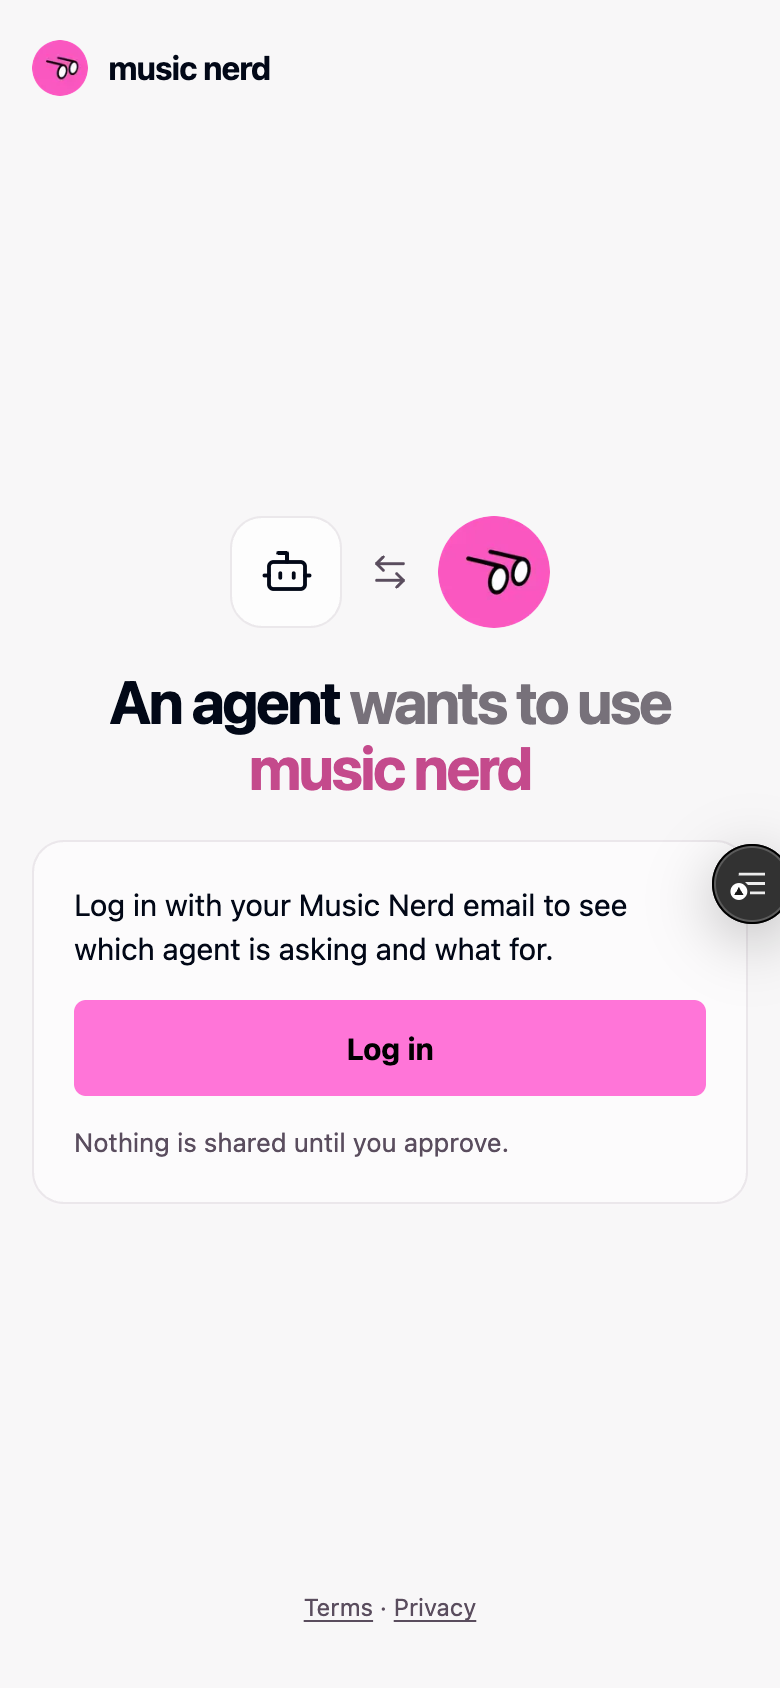 music nerd
An agent wants to use
music nerd
Log in with your Music Nerd email to see
which agent is asking and what for.
Log in
Nothing is shared until you approve.
Terms · Privacy